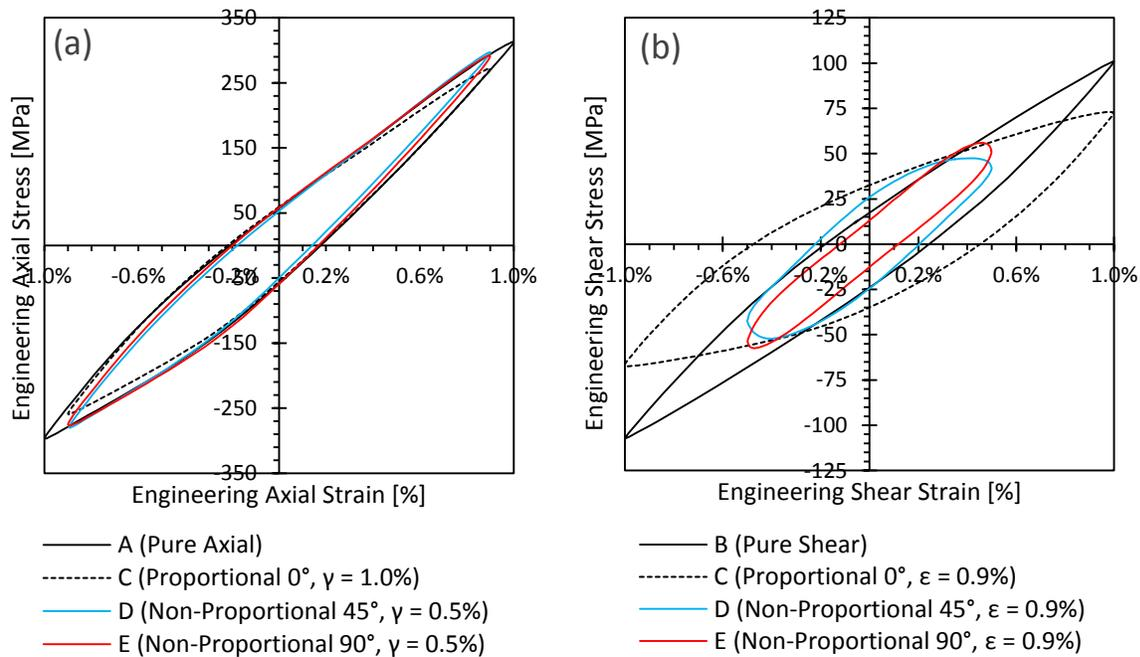 (a)
Engineering Axial Stress [MPa]
350
250
150
50
-50
-150
-250
-350
1.0%
-0.6%
-0.2%
0.2%
0.6%
1.0%
Engineering Axial Strain [%]
A (Pure Axial)
C (Proportional 0°, γ = 1.0%)
D (Non-Proportional 45°, γ = 0.5%)
E (Non-Proportional 90°, γ = 0.5%)
(b)
Engineering Shear Stress [MPa]
125
100
75
50
25
0
-25
-50
-75
-100
-125
1.0%
-0.6%
-0.2%
0.2%
0.6%
1.0%
Engineering Shear Strain [%]
B (Pure Shear)
C (Proportional 0°, ε = 0.9%)
D (Non-Proportional 45°, ε = 0.9%)
E (Non-Proportional 90°, ε = 0.9%)